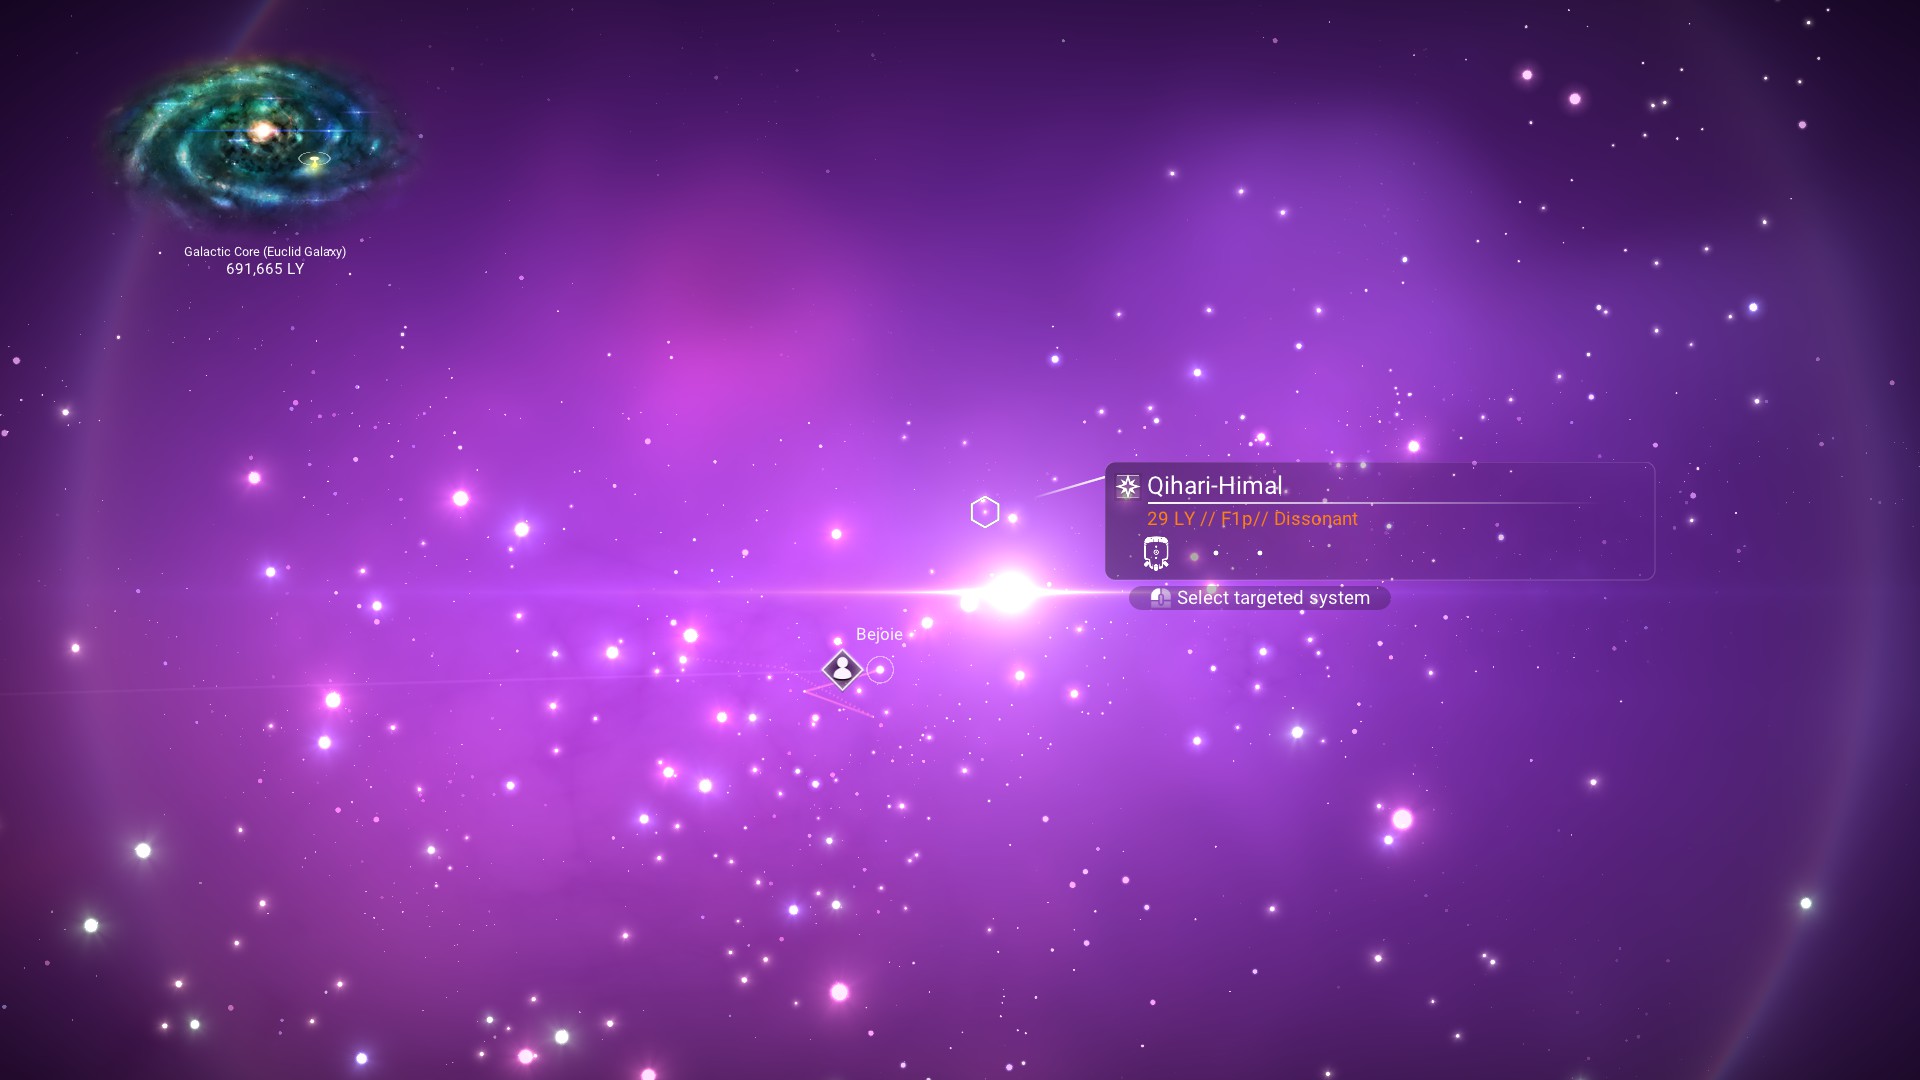 Galactic Core (Euclid Galaxy)
691,665 LY
Qihari-Himal
29 LY // F1p// Dissonant
Select targeted system
Bejoie